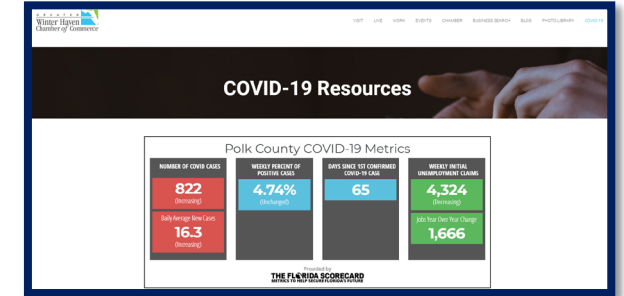 GREATER
Winter Haven
Chamber of Commerce
VISIT LIVE WORK EVENTS CHAMBER BUSINESS SEARCH BLOG PHOTO LIBRARY COVID-19
COVID-19 Resources
Polk County COVID-19 Metrics
NUMBER OF COVID CASES
822
(Increasing)
Daily Average New Cases
16.3
(Increasing)
WEEKLY PERCENT OF
POSITIVE CASES
4.74%
(Unchanged)
DAYS SINCE 1ST CONFIRMED
COVID-19 CASE
65
WEEKLY INITIAL
UNEMPLOYMENT CLAIMS
4,324
(Decreasing)
Jobs Year Over Year Change
1,666
Provided by
THE FLORIDA SCORECARD
METRICS TO HELP SECURE FLORIDA'S FUTURE